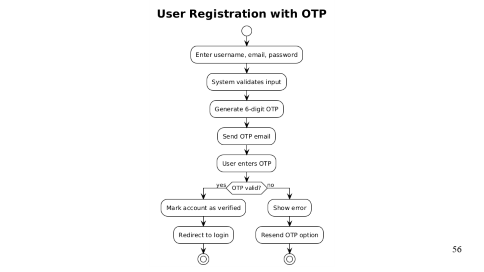 User Registration with OTP
Enter username, email, password
System validates input
Generate 6-digit OTP
Send OTP email
User enters OTP
yes
OTP valid?
no
Mark account as verified
Show error
Redirect to login
Resend OTP option
56